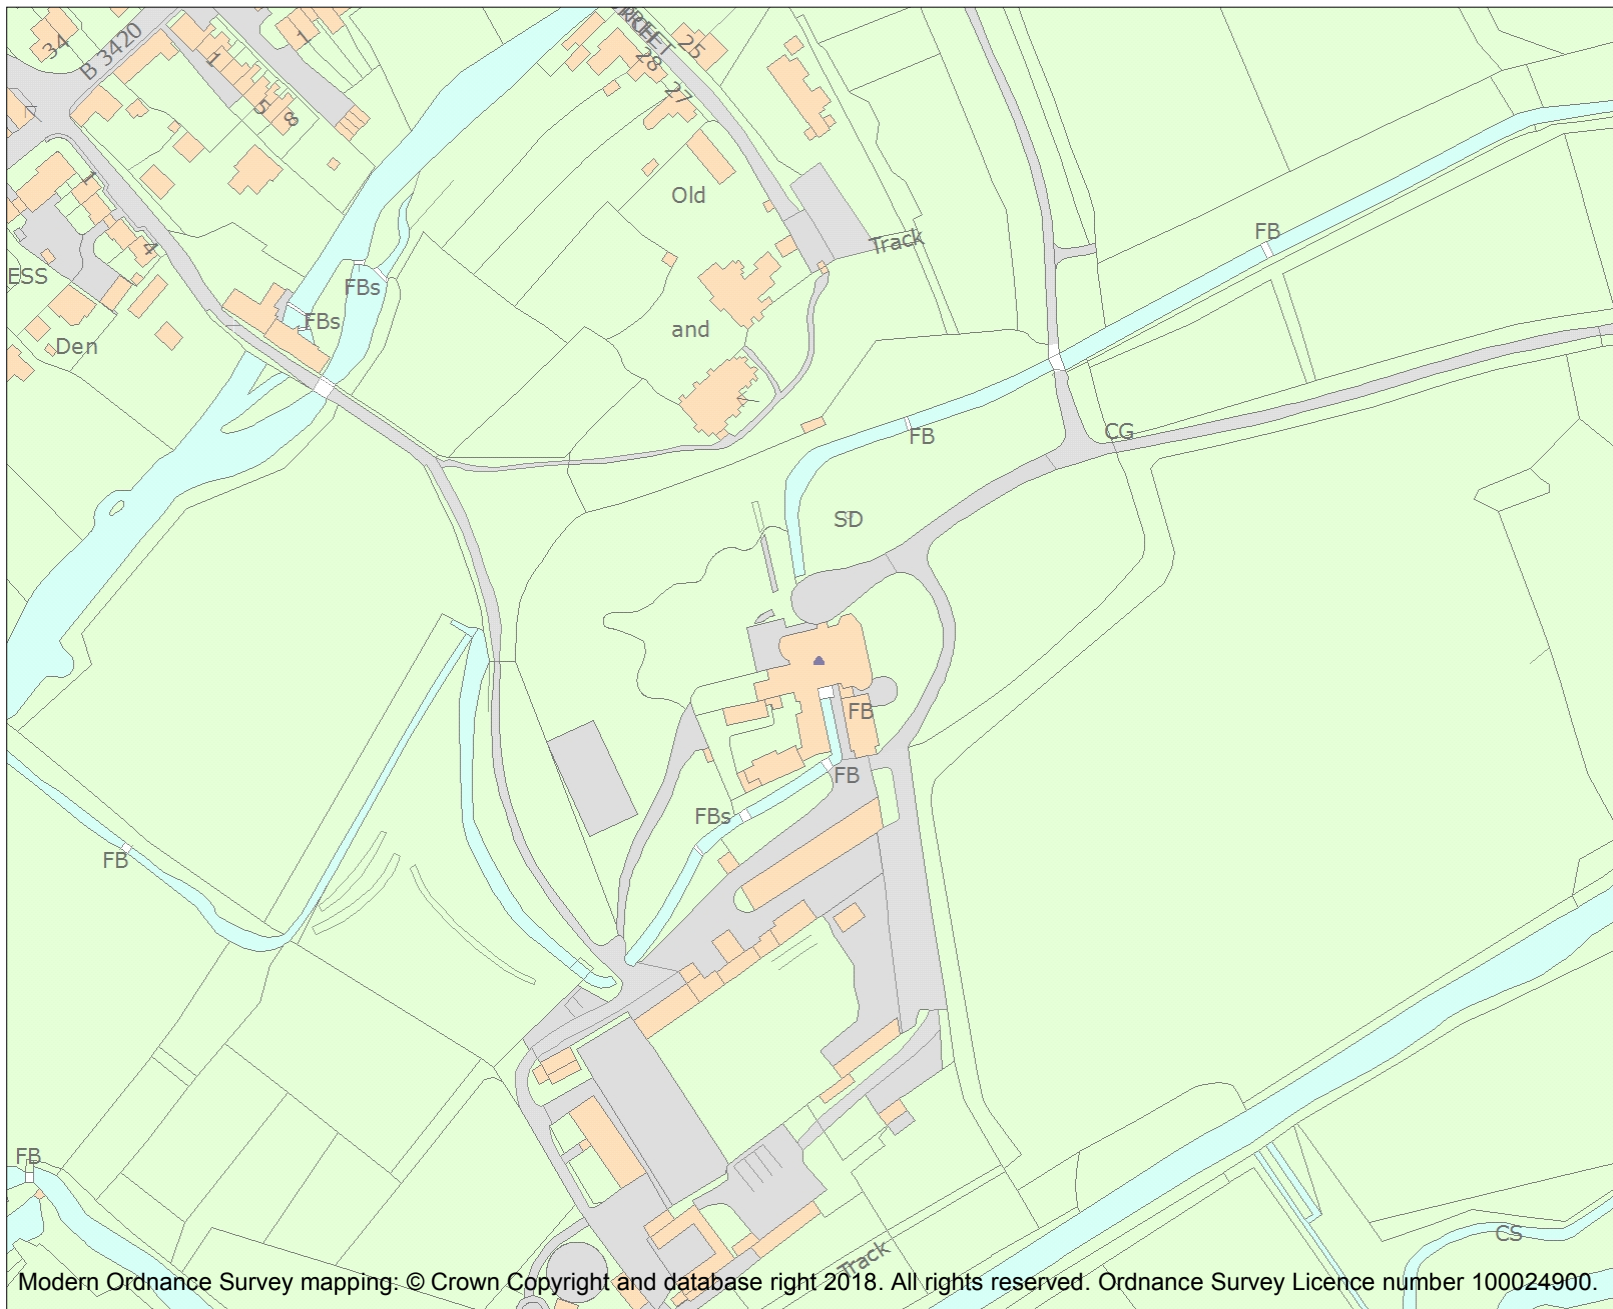 34
B 3420
1
5
8
1
25
28
27
Old
Track
FB
1
4
ESS
FBs
FBs
Den
and
FB
CG
SD
FB
FB
FBs
FB
FB
CS
Track
Modern Ordnance Survey mapping: © Crown Copyright and database right 2018. All rights reserved. Ordnance Survey Licence number 100024900.